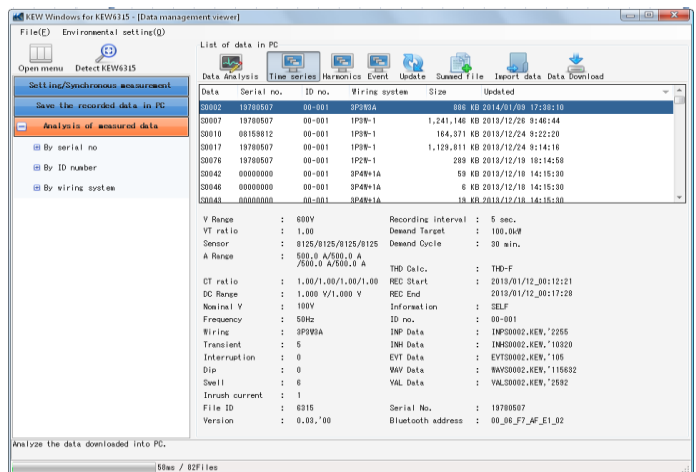 KEW Windows for KEW6315 - [Data management viewer]
File(F) Environmental setting(O)
Open menu Detect KEW6315
Setting/Synchronous measurement
Save the recorded data in PC
Analysis of measured data
By serial no
By ID number
By wiring system
List of data in PC
Data Analysis Time series Harmonics Event Update Summed file Import data Data Download
Data Serial no. ID no. Wiring system Size Updated
S0002 19780507 00-001 3P3W3A 886 KB 2014/01/09 17:38:10
S0007 19780507 00-001 1P3W-1 1,241,146 KB 2013/12/26 9:46:44
S0010 08159812 00-001 1P3W-1 164,371 KB 2013/12/24 9:22:20
S0017 19780507 00-001 1P3W-1 1,129,811 KB 2013/12/24 9:14:16
S0076 19780507 00-001 1P2W-1 289 KB 2013/12/19 18:14:58
S0042 00000000 00-001 3P4W+1A 59 KB 2013/12/18 14:15:30
S0046 00000000 00-001 3P4W+1A 6 KB 2013/12/18 14:15:30
S0043 00000000 00-001 3P4W+1A 19 KB 2013/12/18 14:15:30
V Range : 600V Recording interval : 5 sec.
VT ratio : 1.00 Demand Target : 100.0kW
Sensor : 8125/8125/8125/8125 Demand Cycle : 30 min.
A Range : 500.0 A/500.0 A
/500.0 A/500.0 A THD Calc. : THD-F
CT ratio : 1.00/1.00/1.00/1.00 REC Start : 2013/01/12_00:12:21
DC Range : 1.000 V/1.000 V REC End 2013/01/12_00:17:28
Nominal V : 100V Information : SELF
Frequency : 50Hz ID no. : 00-001
Wiring : 3P3W3A INP Data : INPS0002.KEW,'2255
Transient : 5 INH Data : INHS0002.KEW,'10320
Interruption : 0 EVT Data : EVTS0002.KEW,'105
Dip : 0 WAV Data : WAVS0002.KEW,'115632
Swell : 6 VAL Data : VALS0002.KEW,'2592
Inrush current : 1
File ID : 6315 Serial No. : 19780507
Version : 0.03,'00 Bluetooth address : 00_06_F7_AF_E1_02
Analyze the data downloaded into PC.
58ms / 82Files